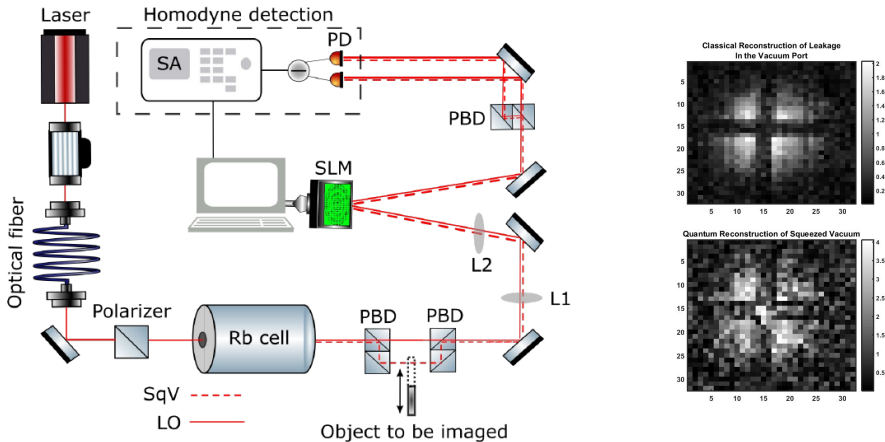 Laser
Homodyne detection
SA
PD
PBD
SLM
Optical fiber
L2
L1
Polarizer
Rb cell
PBD
PBD
SqV
LO
Object to be imaged
Classical Reconstruction of Leakage
In the Vacuum Port
5
10
15
20
25
30
5 10 15 20 25 30
2
1.8
1.6
1.4
1.2
1
0.8
0.6
0.4
0.2
Quantum Reconstruction of Squeezed Vacuum
5
10
15
20
25
30
5 10 15 20 25 30
4
3.5
3
2.5
2
1.5
1
0.5